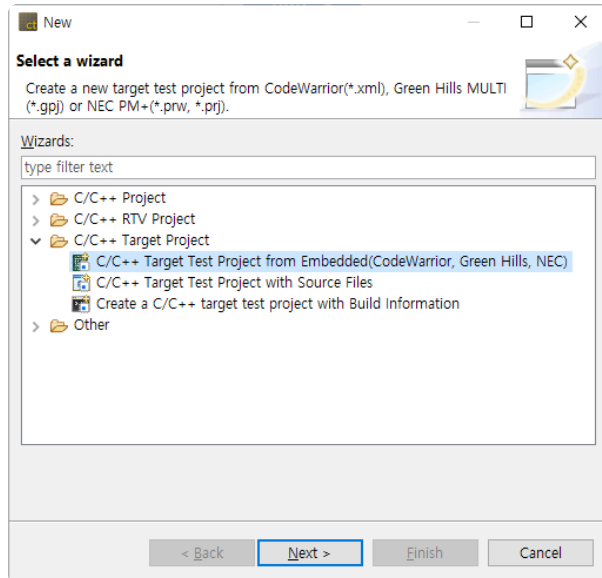 ct New
Select a wizard
Create a new target test project from CodeWarrior(*.xml), Green Hills MULTI
(*.gpj) or NEC PM+(*.prw, *.prj).
Wizards:
type filter text
C/C++ Project
C/C++ RTV Project
C/C++ Target Project
C/C++ Target Test Project from Embedded(CodeWarrior, Green Hills, NEC)
C/C++ Target Test Project with Source Files
Create a C/C++ target test project with Build Information
Other
< Back Next > Finish Cancel